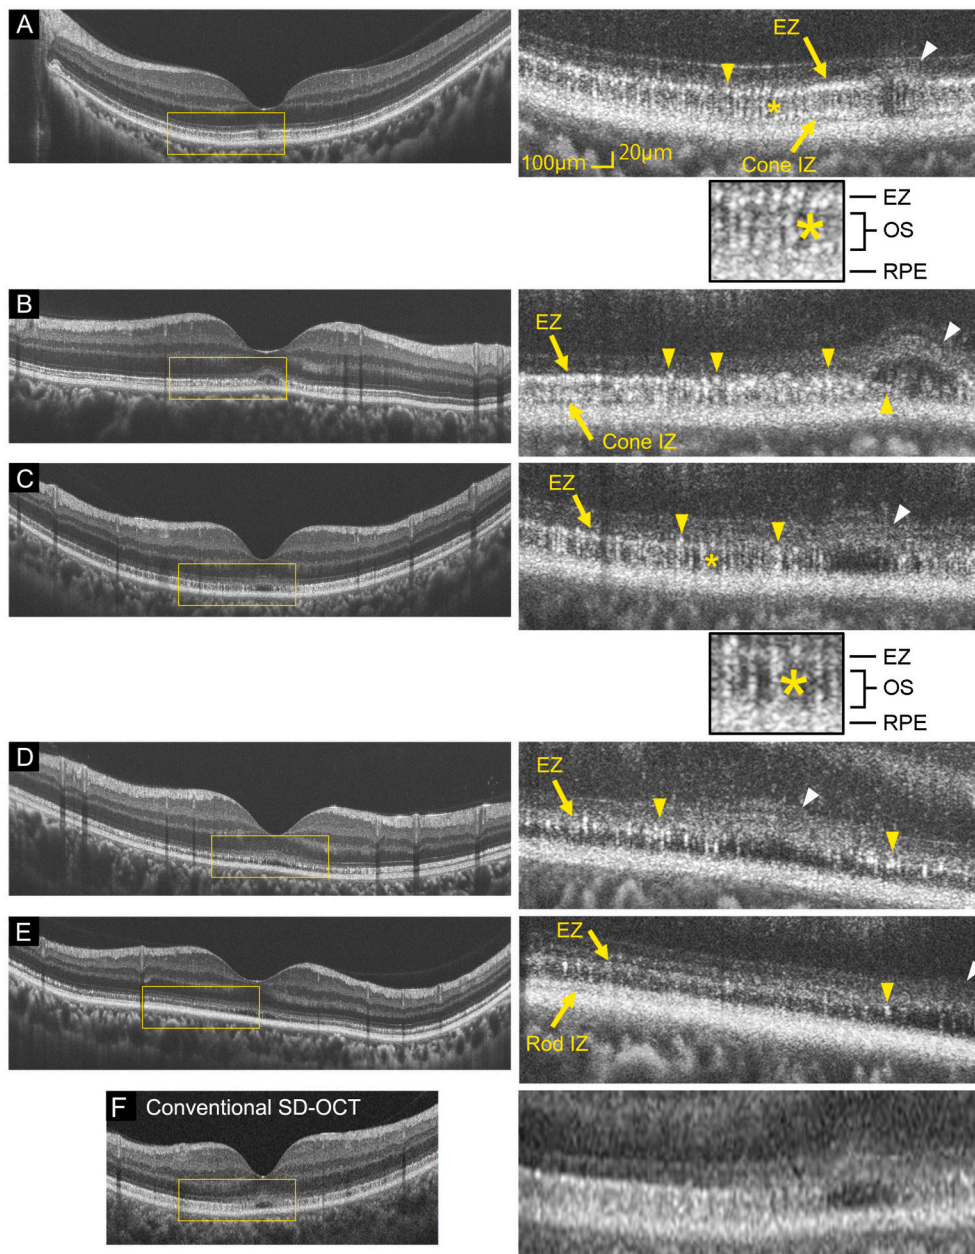 A
EZ
*
100µm
20µm
Cone IZ
*
EZ
OS
RPE
B
EZ
Cone IZ
C
EZ
*
*
EZ
OS
RPE
D
EZ
E
EZ
Rod IZ
F Conventional SD-OCT